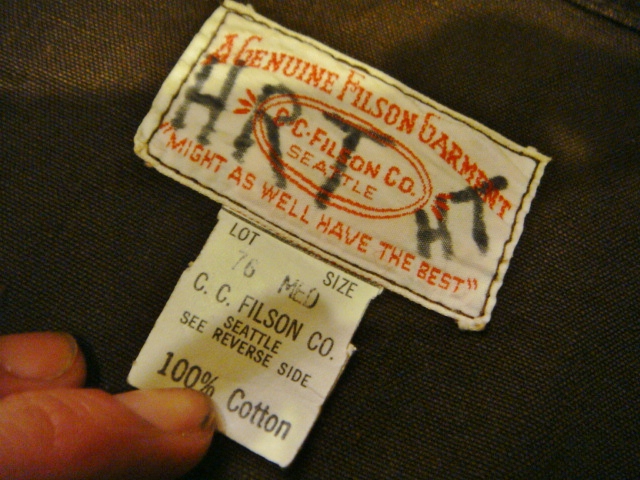 A GENUINE FILSON GARMENT
C.C. FILSON CO.
SEATTLE
"MIGHT AS WELL HAVE THE BEST"
HRT
H7
LOT SIZE
76 MED
C. C. FILSON CO.
SEATTLE
SEE REVERSE SIDE
100% Cotton